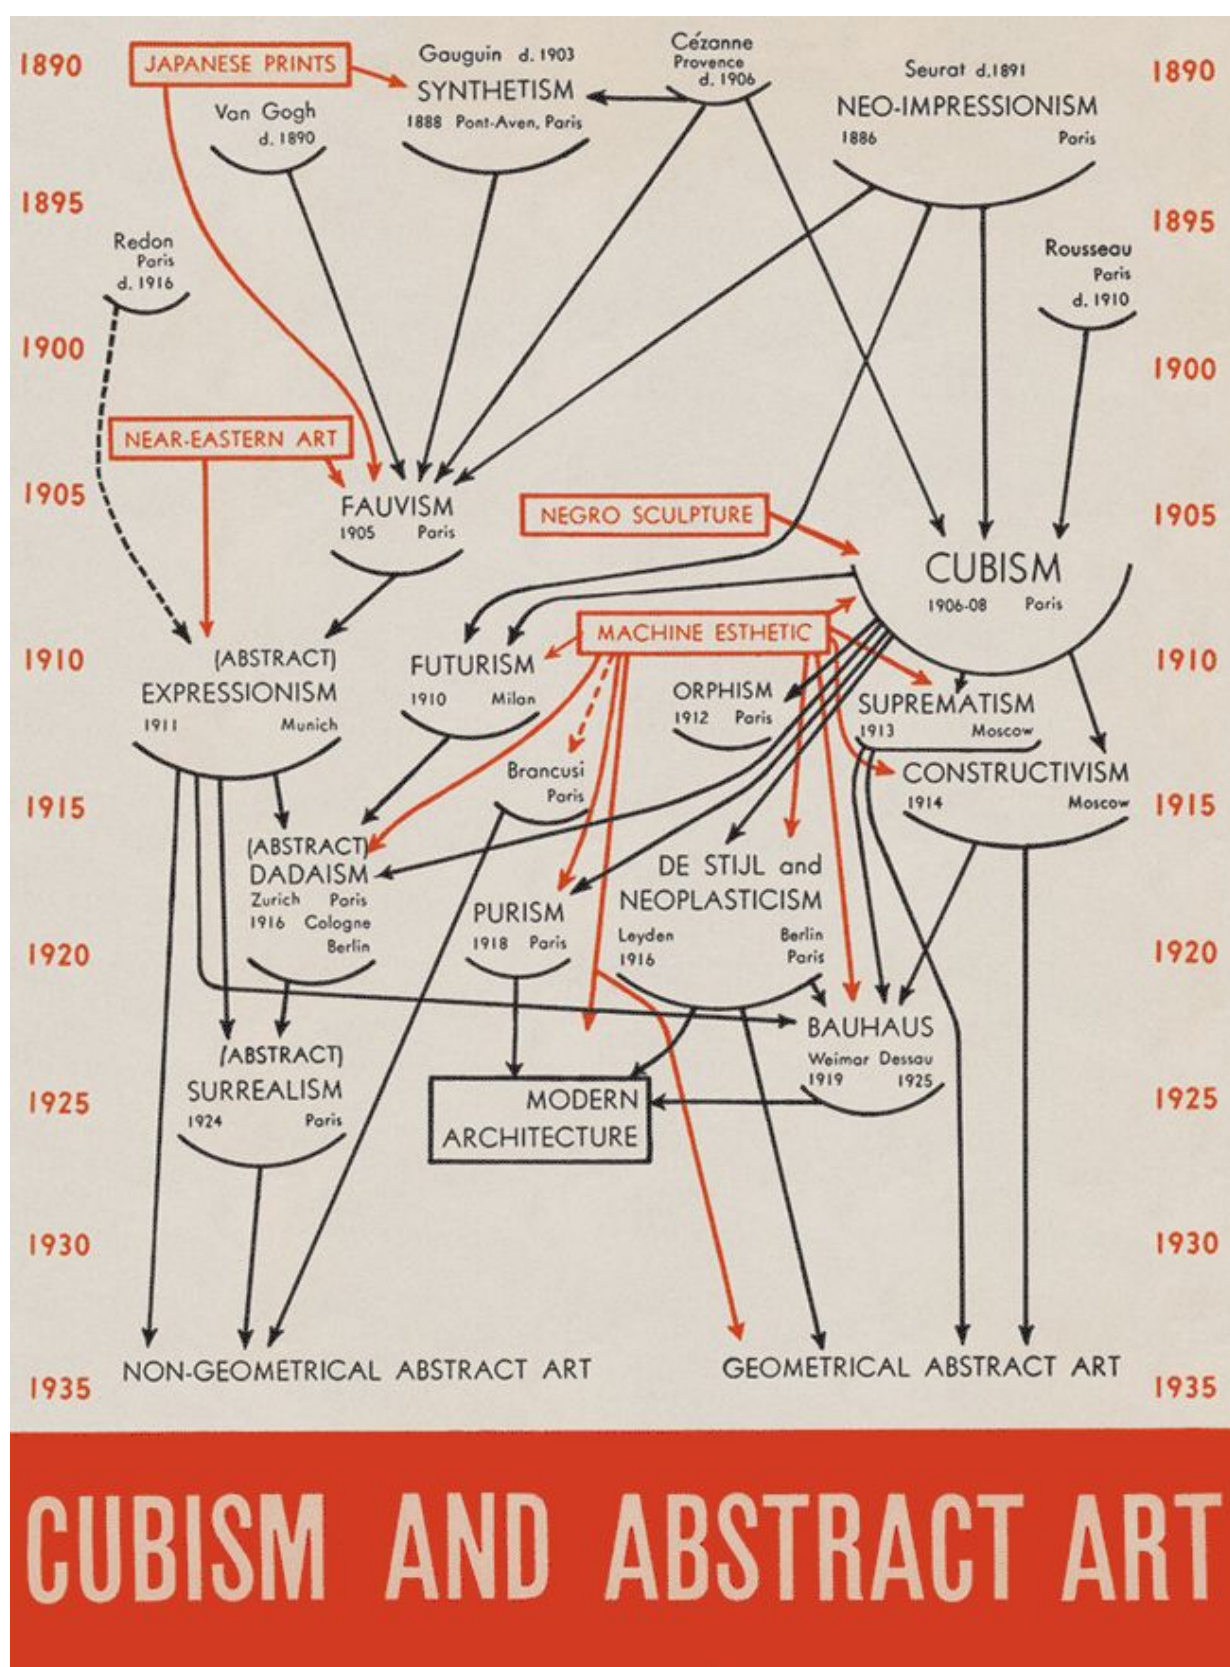 1890
JAPANESE PRINTS
Gauguin d. 1903
SYNTHETISM
1888 Pont-Aven, Paris
Cézanne
Provence
d. 1906
Seurat d.1891
NEO-IMPRESSIONISM
1886 Paris
1890
Van Gogh
d. 1890
1895
1895
Redon
Paris
d. 1916
Rousseau
Paris
d. 1910
1900
1900
NEAR-EASTERN ART
1905
FAUVISM
1905 Paris
NEGRO SCULPTURE
1905
CUBISM
1906-08 Paris
MACHINE ESTHETIC
1910
(ABSTRACT)
EXPRESSIONISM
1911 Munich
FUTURISM
1910 Milan
ORPHISM
1912 Paris
SUPREMATISM
1913 Moscow
1910
Brancusi
Paris
CONSTRUCTIVISM
1914 Moscow
1915
1915
(ABSTRACT)
DADAISM
Zurich Paris
1916 Cologne
Berlin
PURISM
1918 Paris
DE STIJL and
NEOPLASTICISM
Leyden Berlin
1916 Paris
1920
1920
(ABSTRACT)
SURREALISM
1924 Paris
BAUHAUS
Weimar Dessau
1919 1925
MODERN
ARCHITECTURE
1925
1925
1930
1930
NON-GEOMETRICAL ABSTRACT ART
GEOMETRICAL ABSTRACT ART
1935
1935
CUBISM AND ABSTRACT ART